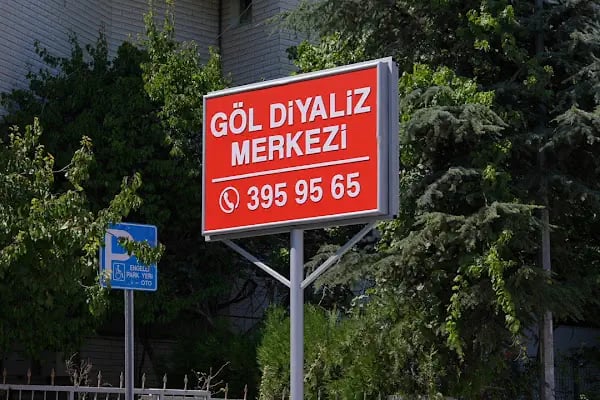 GÖL DİYALİZ
MERKEZİ
395 95 65
P
ENGELLİ
PARK YERİ
OTO